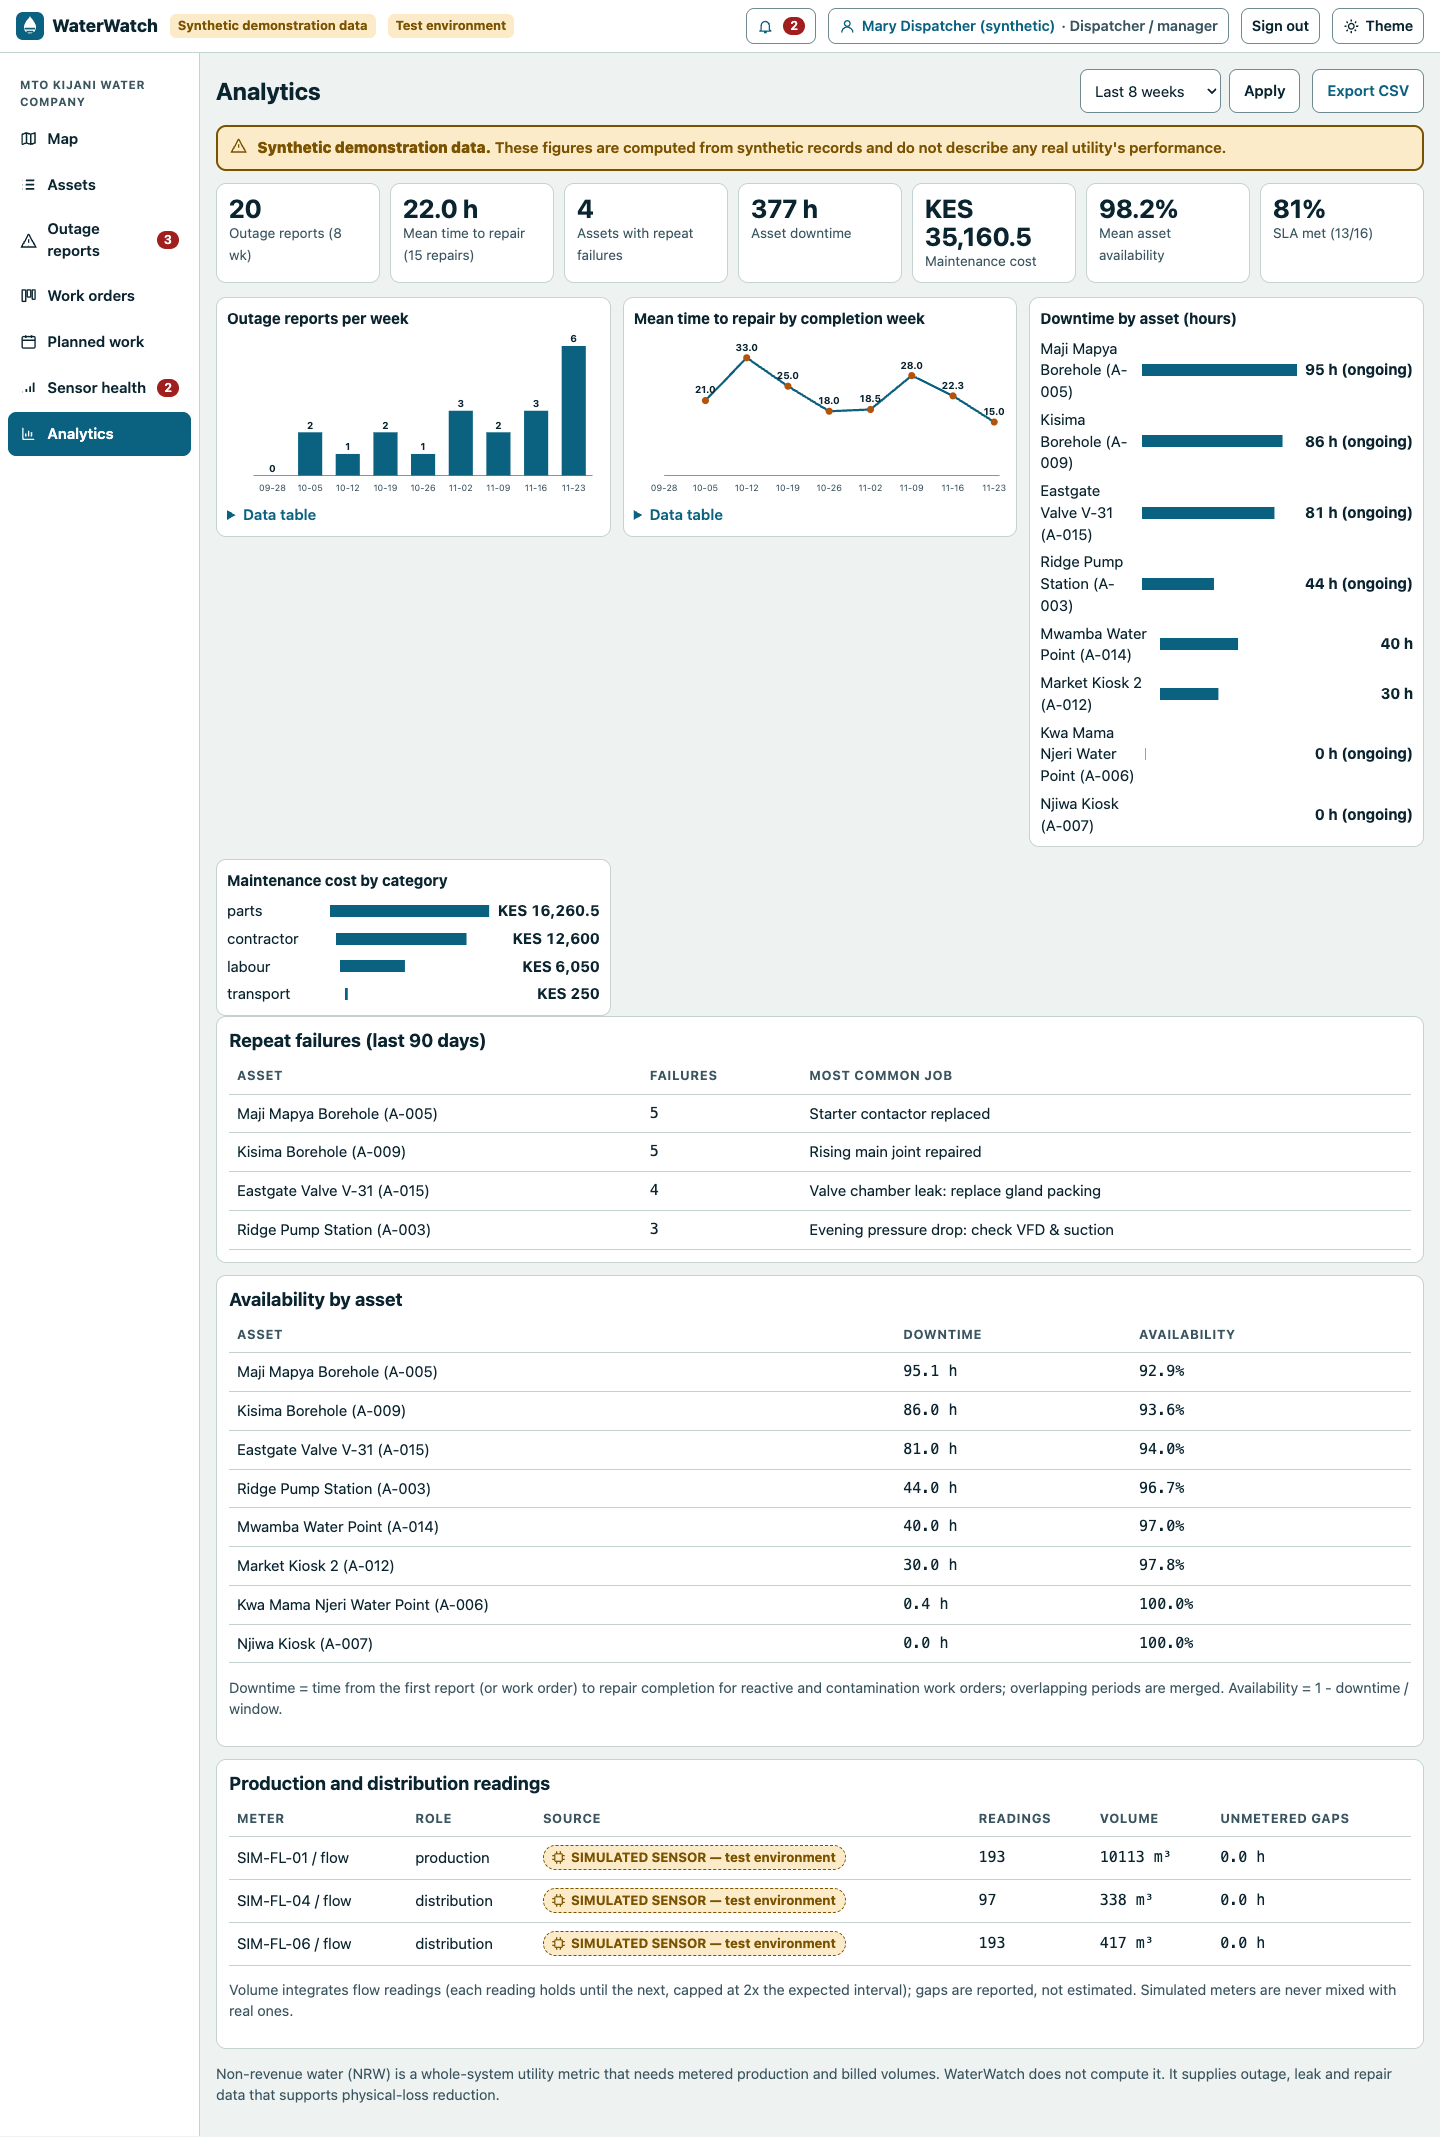 WaterWatch
Synthetic demonstration data
Test environment
2
Mary Dispatcher (synthetic) · Dispatcher / manager
Sign out
Theme
MTO KIJANI WATER
COMPANY
Map
Assets
Outage
reports
3
Work orders
Planned work
Sensor health
2
Analytics
Analytics
Last 8 weeks
Apply
Export CSV
Synthetic demonstration data. These figures are computed from synthetic records and do not describe any real utility's performance.
20
Outage reports (8
wk)
22.0 h
Mean time to repair
(15 repairs)
4
Assets with repeat
failures
377 h
Asset downtime
KES
35,160.5
Maintenance cost
98.2%
Mean asset
availability
81%
SLA met (13/16)
Outage reports per week
0
2
1
2
1
3
2
3
6
09-28 10-05 10-12 10-19 10-26 11-02 11-09 11-16 11-23
Data table
Mean time to repair by completion week
21.0
33.0
25.0
18.0
18.5
28.0
22.3
15.0
09-28 10-05 10-12 10-19 10-26 11-02 11-09 11-16 11-23
Data table
Downtime by asset (hours)
Maji Mapya
Borehole (A-
005)
95 h (ongoing)
Kisima
Borehole (A-
009)
86 h (ongoing)
Eastgate
Valve V-31
(A-015)
81 h (ongoing)
Ridge Pump
Station (A-
003)
44 h (ongoing)
Mwamba Water
Point (A-014)
40 h
Market Kiosk 2
(A-012)
30 h
Kwa Mama
Njeri Water
Point (A-006)
0 h (ongoing)
Njiwa Kiosk
(A-007)
0 h (ongoing)
Maintenance cost by category
parts KES 16,260.5
contractor KES 12,600
labour KES 6,050
transport KES 250
Repeat failures (last 90 days)
ASSET FAILURES MOST COMMON JOB
Maji Mapya Borehole (A-005) 5 Starter contactor replaced
Kisima Borehole (A-009) 5 Rising main joint repaired
Eastgate Valve V-31 (A-015) 4 Valve chamber leak: replace gland packing
Ridge Pump Station (A-003) 3 Evening pressure drop: check VFD & suction
Availability by asset
ASSET DOWNTIME AVAILABILITY
Maji Mapya Borehole (A-005) 95.1 h 92.9%
Kisima Borehole (A-009) 86.0 h 93.6%
Eastgate Valve V-31 (A-015) 81.0 h 94.0%
Ridge Pump Station (A-003) 44.0 h 96.7%
Mwamba Water Point (A-014) 40.0 h 97.0%
Market Kiosk 2 (A-012) 30.0 h 97.8%
Kwa Mama Njeri Water Point (A-006) 0.4 h 100.0%
Njiwa Kiosk (A-007) 0.0 h 100.0%
Downtime = time from the first report (or work order) to repair completion for reactive and contamination work orders; overlapping periods are merged. Availability = 1 - downtime /
window.
Production and distribution readings
METER ROLE SOURCE READINGS VOLUME UNMETERED GAPS
SIM-FL-01 / flow production SIMULATED SENSOR — test environment 193 10113 m³ 0.0 h
SIM-FL-04 / flow distribution SIMULATED SENSOR — test environment 97 338 m³ 0.0 h
SIM-FL-06 / flow distribution SIMULATED SENSOR — test environment 193 417 m³ 0.0 h
Volume integrates flow readings (each reading holds until the next, capped at 2x the expected interval); gaps are reported, not estimated. Simulated meters are never mixed with
real ones.
Non-revenue water (NRW) is a whole-system utility metric that needs metered production and billed volumes. WaterWatch does not compute it. It supplies outage, leak and repair
data that supports physical-loss reduction.